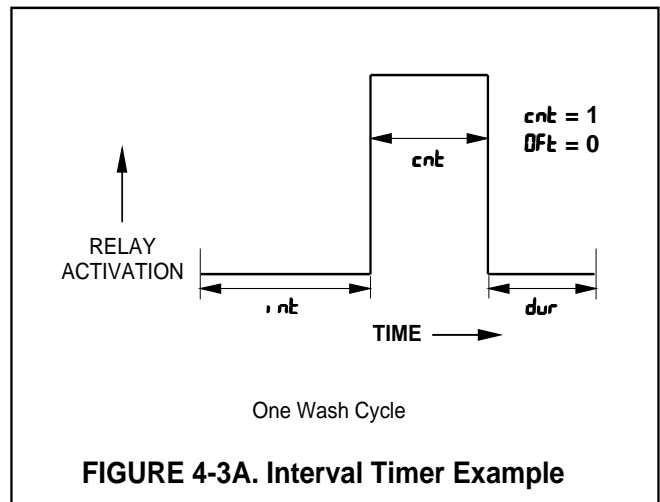 cnt = 1
OFt = 0
cnt
RELAY
ACTIVATION
int
dur
TIME
One Wash Cycle
FIGURE 4-3A. Interval Timer Example